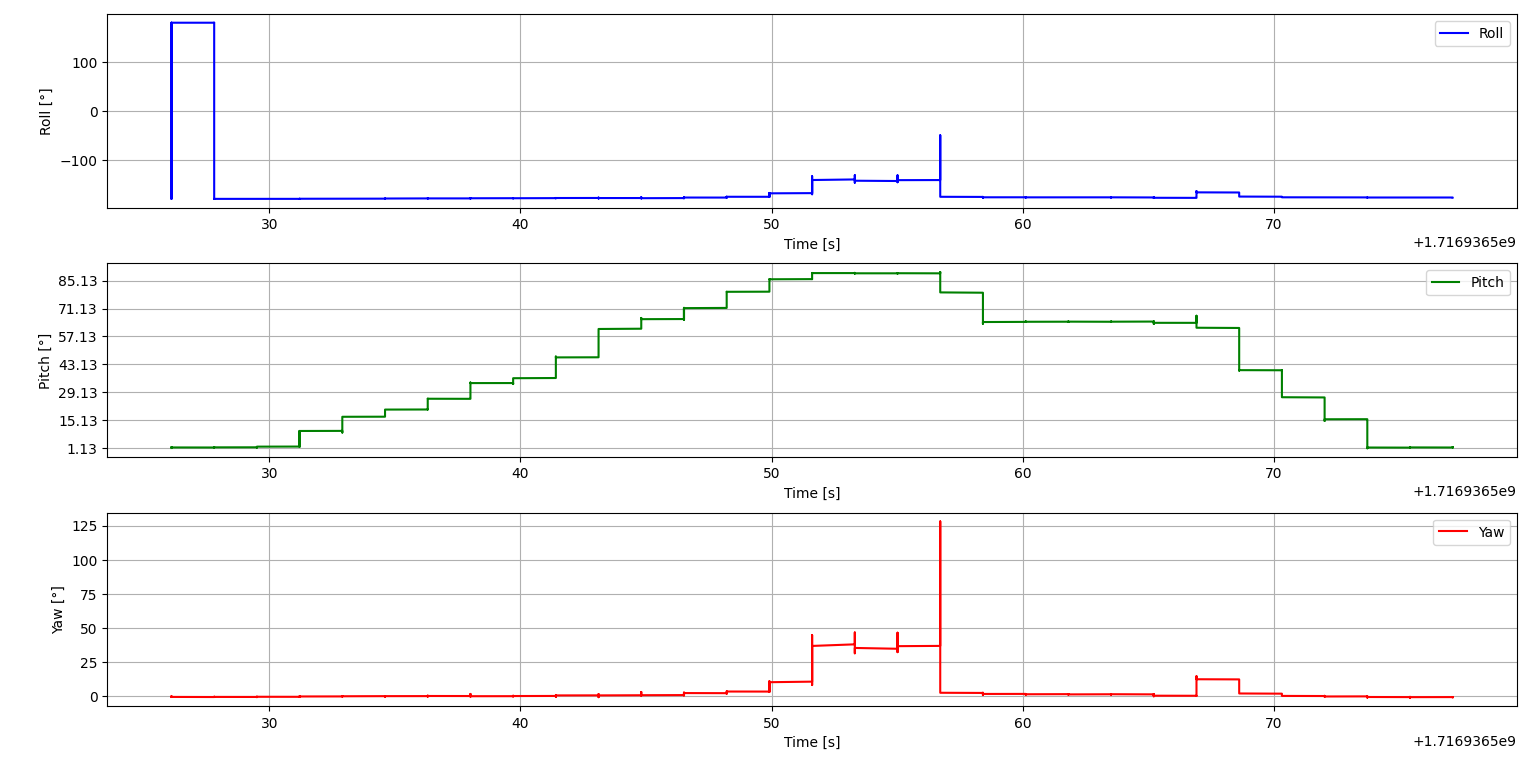 Roll [°]
100
0
−100
Roll
30
40
50
60
70
Time [s]
+1.7169365e9
Pitch [°]
85.13
71.13
57.13
43.13
29.13
15.13
1.13
Pitch
30
40
50
60
70
Time [s]
+1.7169365e9
Yaw [°]
125
100
75
50
25
0
Yaw
30
40
50
60
70
Time [s]
+1.7169365e9